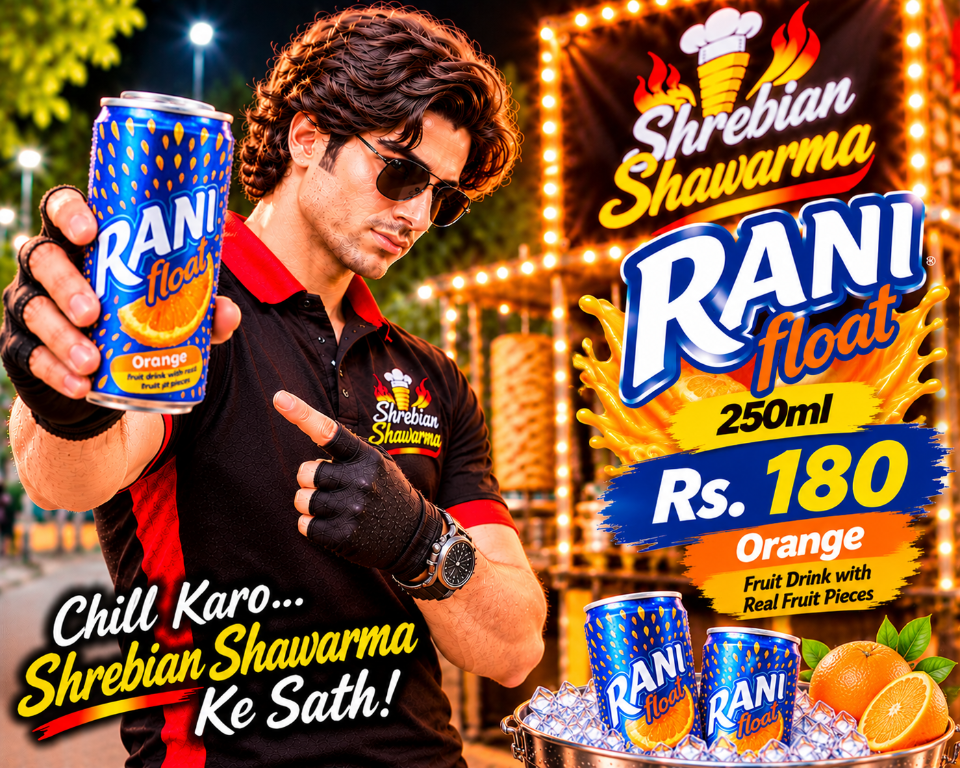 Shrebian
Shawarma
RANI®
float
250ml
Rs. 180
Orange
Fruit Drink with
Real Fruit Pieces
RANI
float
Orange
fruit drink with real
fruit pieces
Shrebian
Shawarma
Chill Karo...
Shrebian Shawarma
Ke Sath!
RANI
float
RANI
float